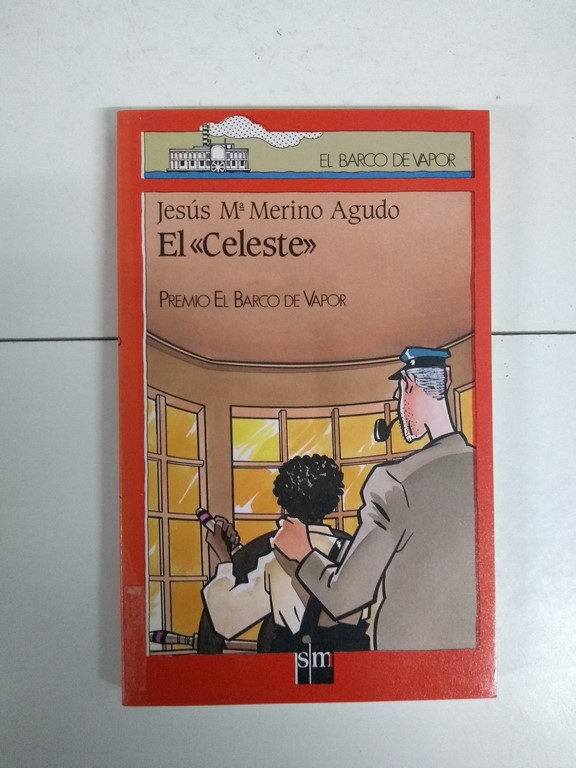 EL BARCO DE VAPOR
Jesús Mª Merino Agudo
El «Celeste»
PREMIO EL BARCO DE VAPOR
sm